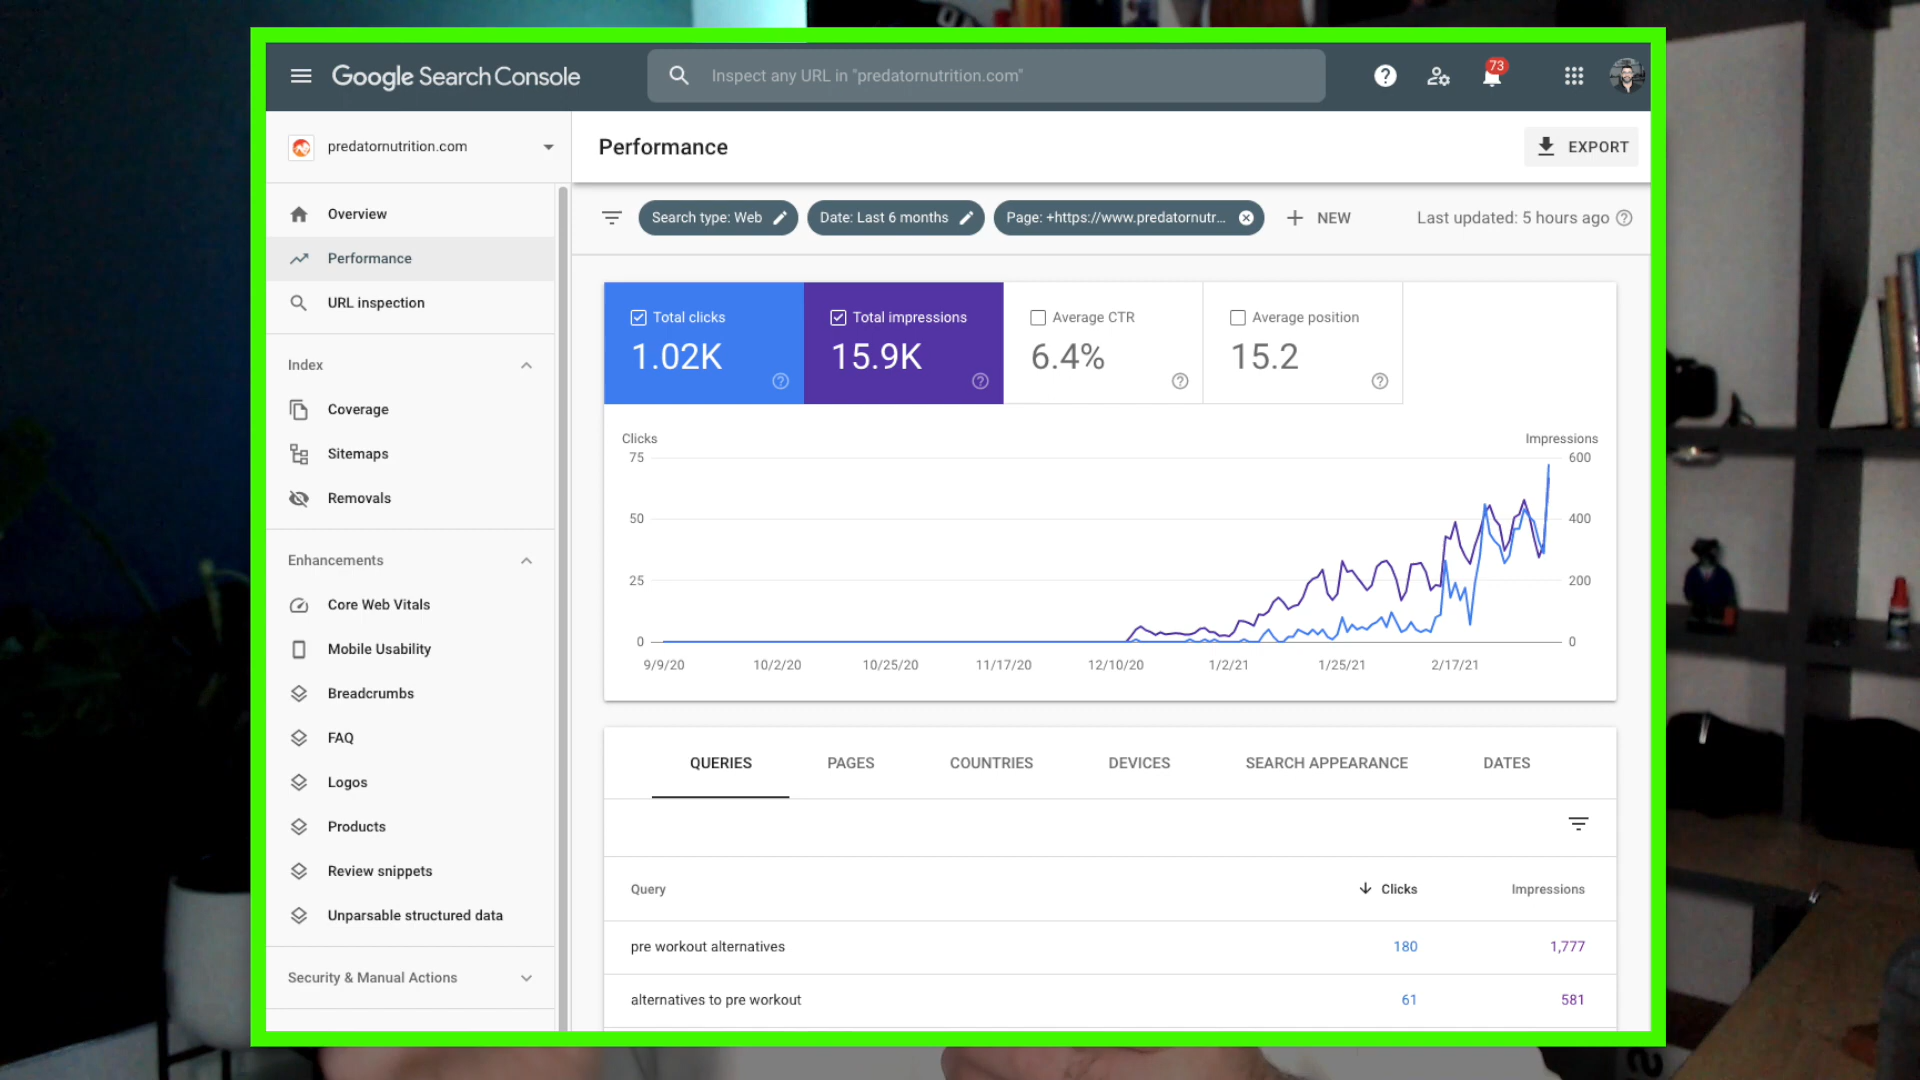 Google Search Console
Inspect any URL in "predatornutrition.com"
73
predatornutrition.com
Performance
EXPORT
Overview
Performance
URL inspection
Index
Coverage
Sitemaps
Removals
Enhancements
Core Web Vitals
Mobile Usability
Breadcrumbs
FAQ
Logos
Products
Review snippets
Unparsable structured data
Security & Manual Actions
Search type: Web
Date: Last 6 months
Page: +https://www.predatornutr...
NEW
Last updated: 5 hours ago
Total clicks
1.02K
Total impressions
15.9K
Average CTR
6.4%
Average position
15.2
Clicks
Impressions
75
600
50
400
25
200
0
0
9/9/20 10/2/20 10/25/20 11/17/20 12/10/20 1/2/21 1/25/21 2/17/21
QUERIES PAGES COUNTRIES DEVICES SEARCH APPEARANCE DATES
Query Clicks Impressions
pre workout alternatives 180 1,777
alternatives to pre workout 61 581